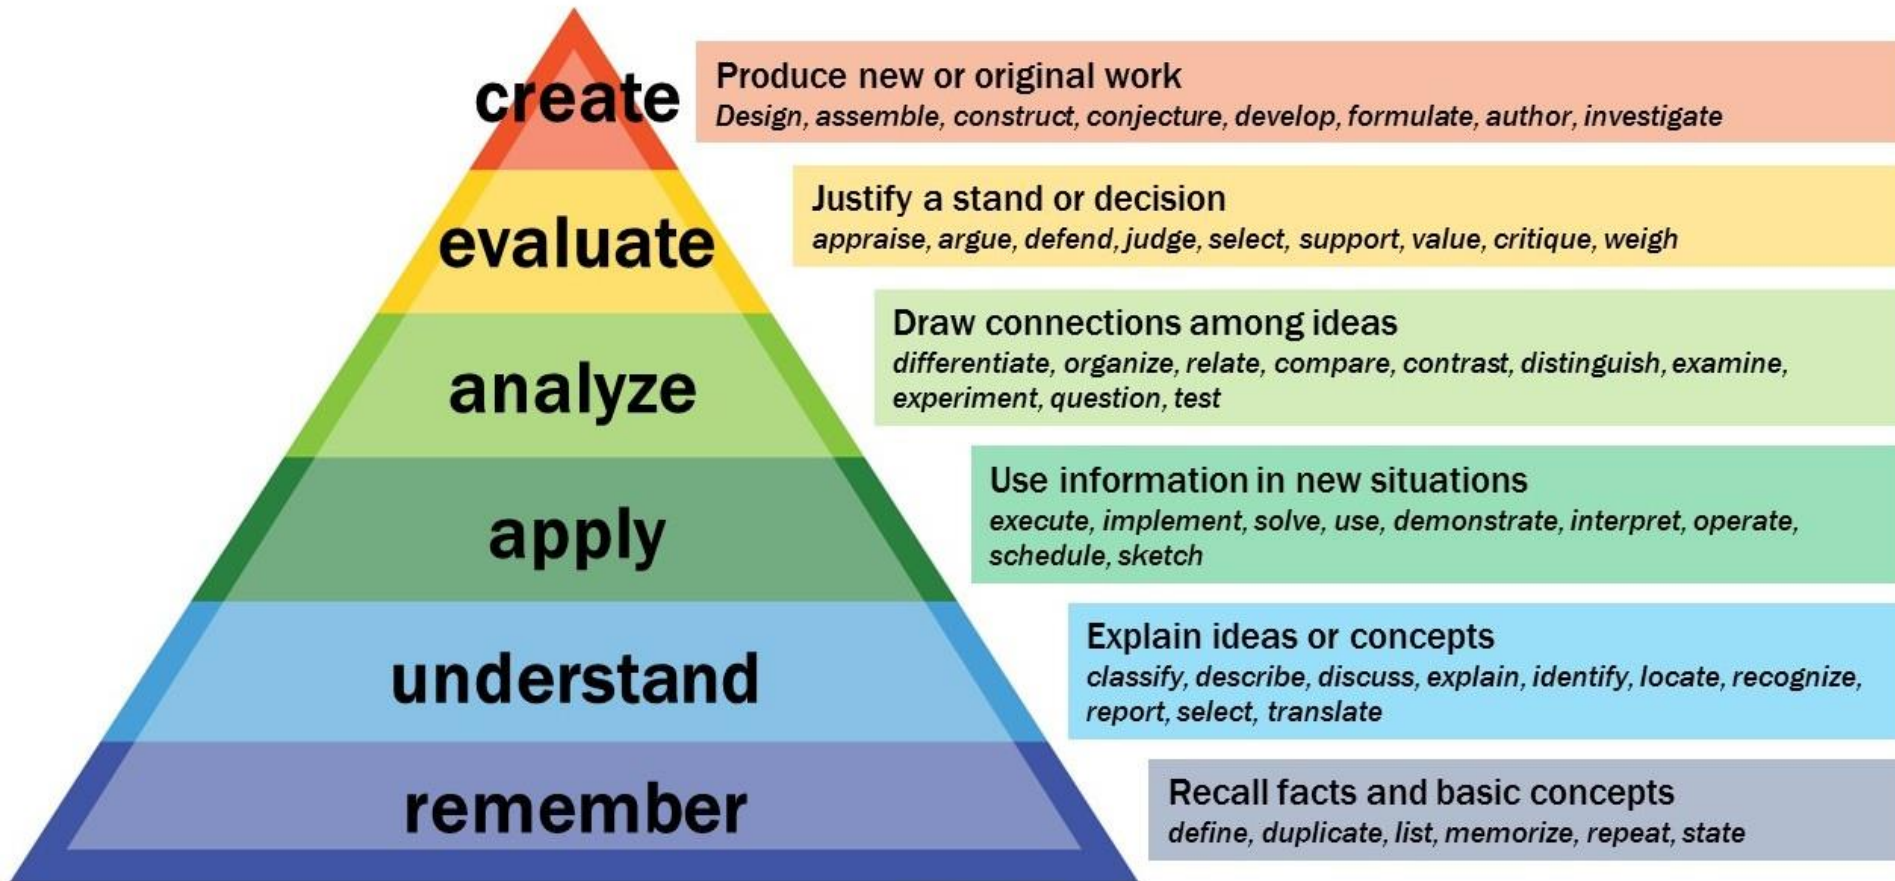 create
Produce new or original work
Design, assemble, construct, conjecture, develop, formulate, author, investigate
evaluate
Justify a stand or decision
appraise, argue, defend, judge, select, support, value, critique, weigh
analyze
Draw connections among ideas
differentiate, organize, relate, compare, contrast, distinguish, examine,
experiment, question, test
apply
Use information in new situations
execute, implement, solve, use, demonstrate, interpret, operate,
schedule, sketch
understand
Explain ideas or concepts
classify, describe, discuss, explain, identify, locate, recognize,
report, select, translate
remember
Recall facts and basic concepts
define, duplicate, list, memorize, repeat, state